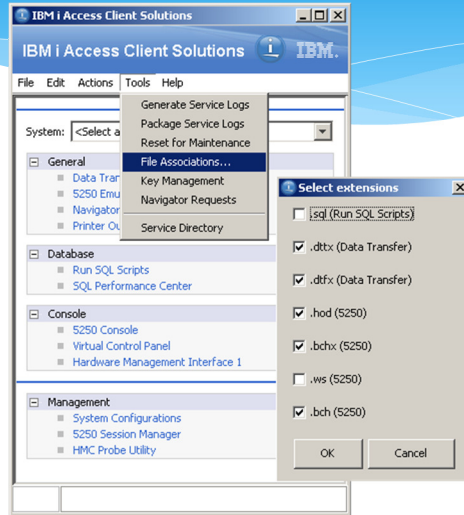 IBM i Access Client Solutions
IBM i Access Client Solutions IBM.
File Edit Actions Tools Help
Generate Service Logs
Package Service Logs
Reset for Maintenance
File Associations...
Key Management
Navigator Requests
Service Directory
System: <Select a
General
Data Tran
5250 Emu
Navigator
Printer Ou
Database
Run SQL Scripts
SQL Performance Center
Console
5250 Console
Virtual Control Panel
Hardware Management Interface 1
Management
System Configurations
5250 Session Manager
HMC Probe Utility
Select extensions
.sql (Run SQL Scripts)
.dttx (Data Transfer)
.dtfx (Data Transfer)
.hod (5250)
.bchx (5250)
.ws (5250)
.bch (5250)
OK Cancel